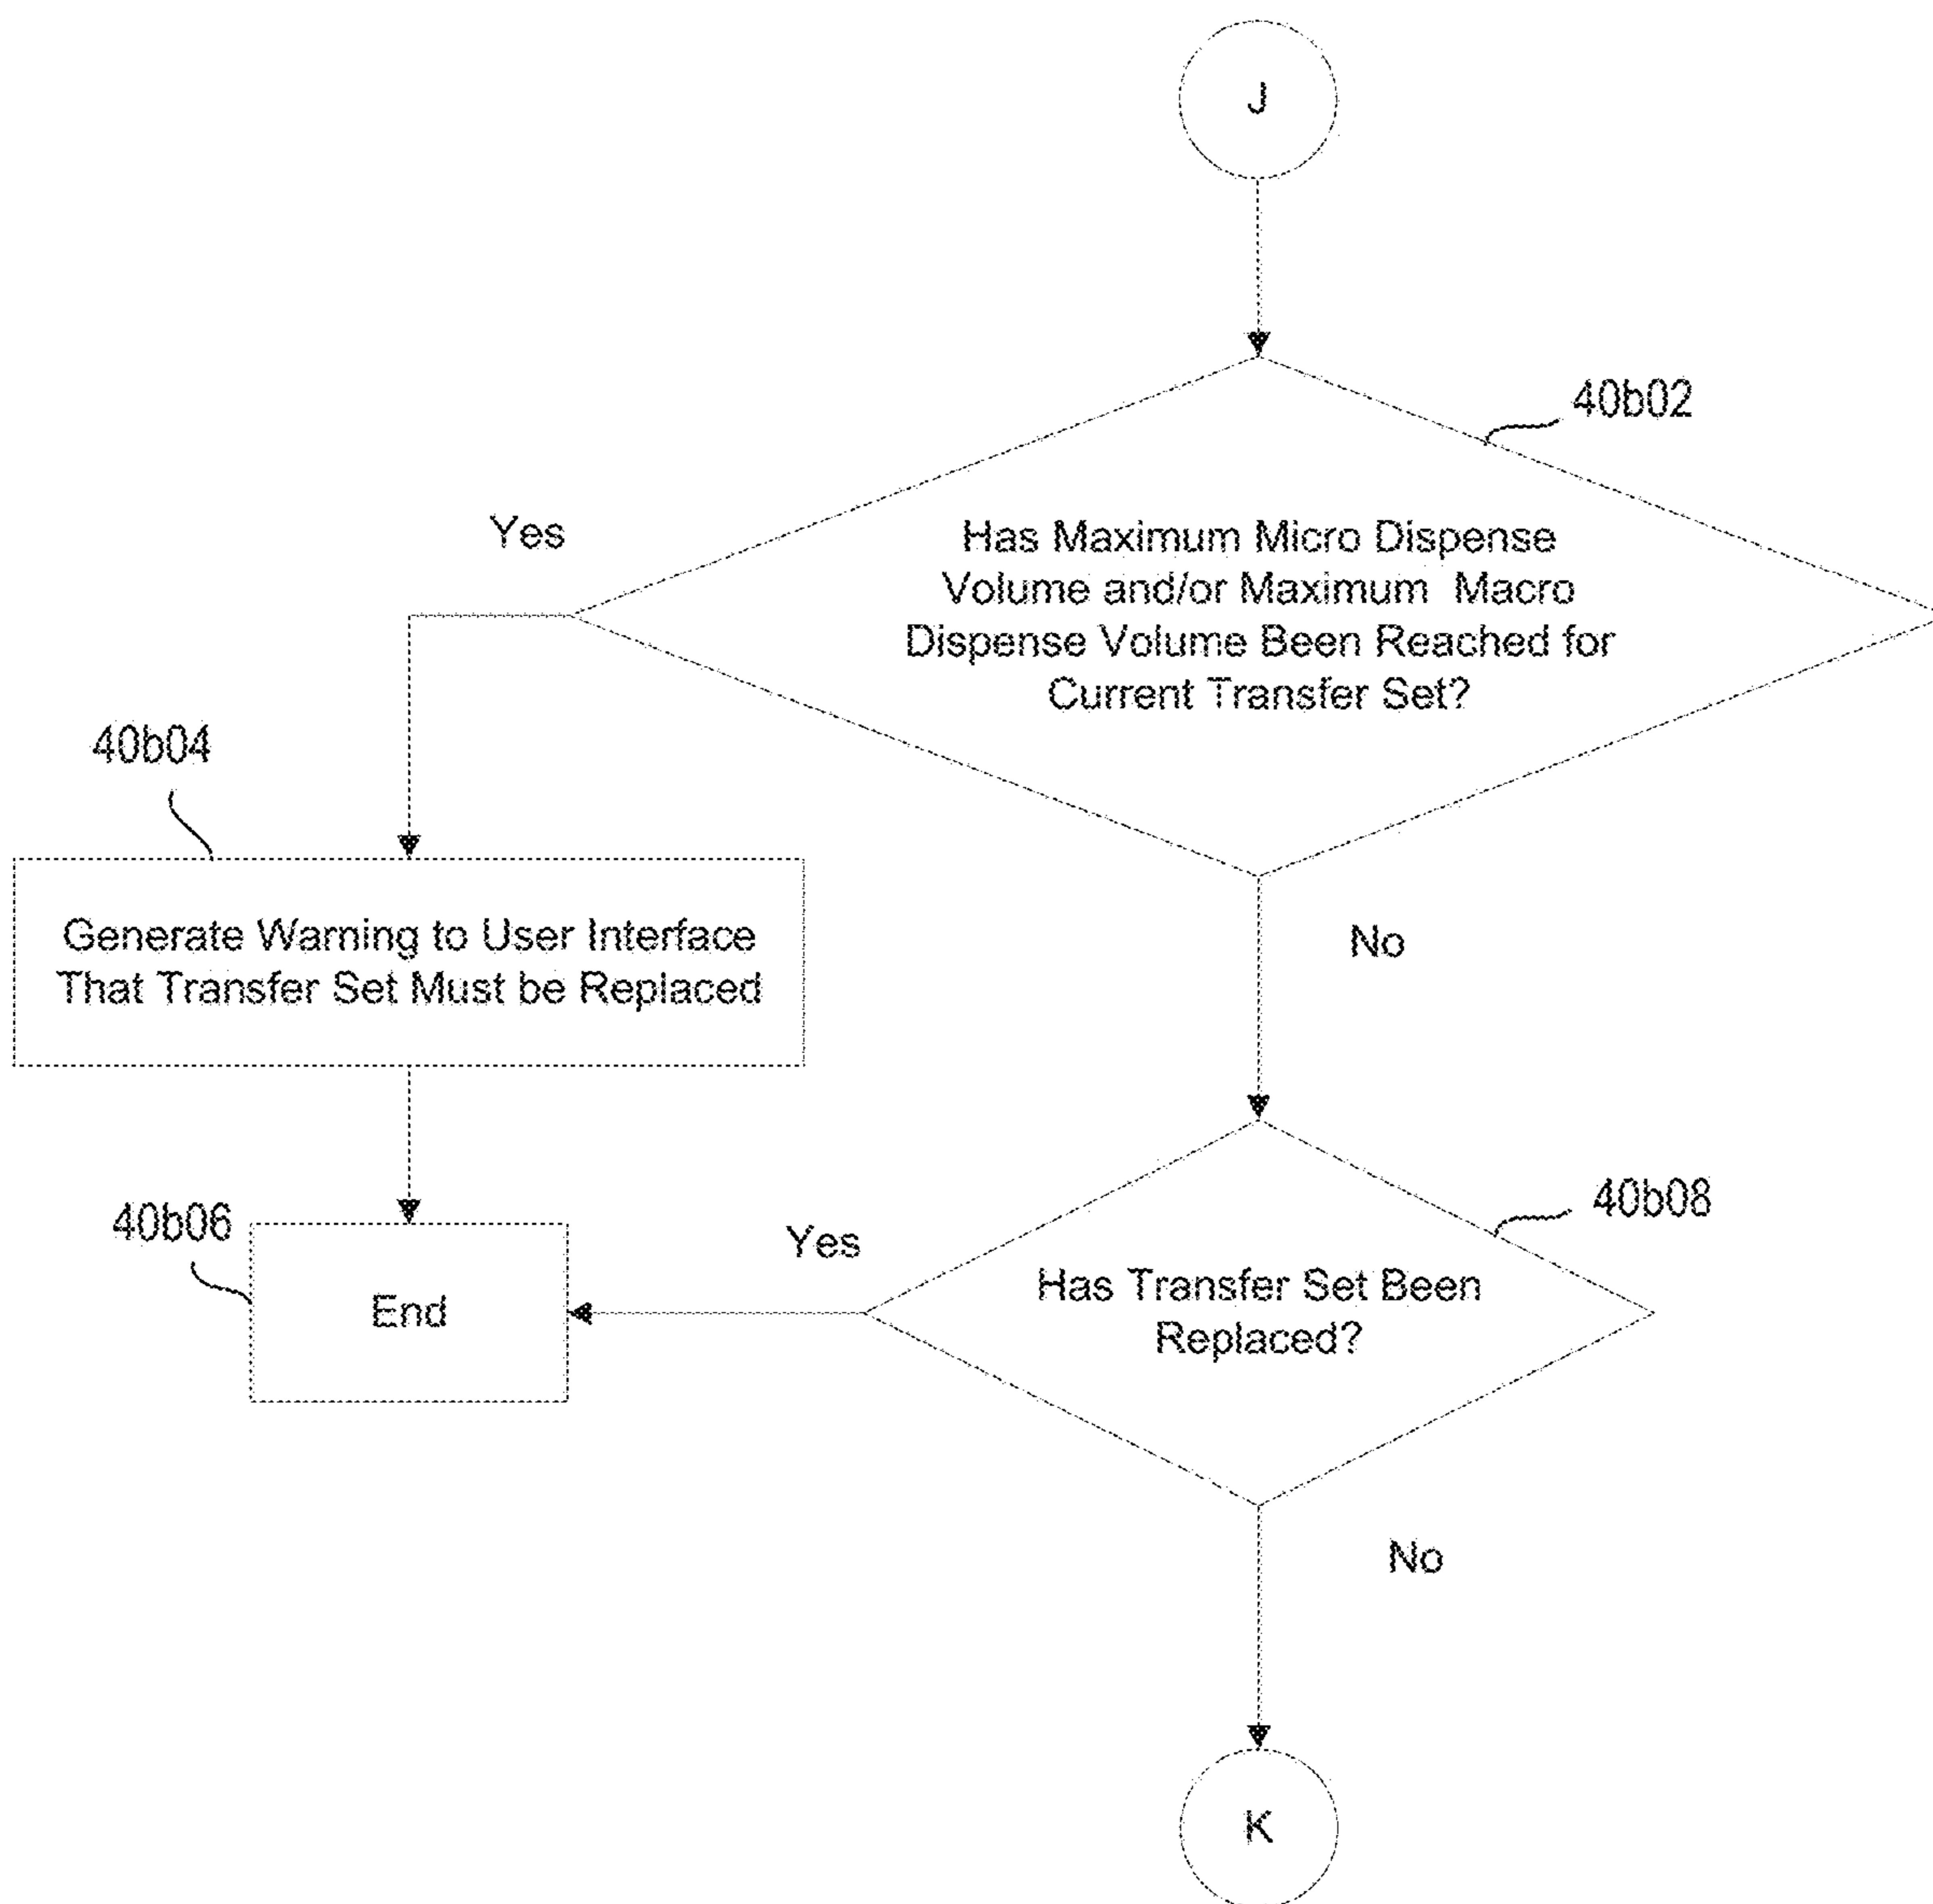 J
40b02
Yes
Has Maximum Micro Dispense
Volume and/or Maximum Macro
Dispense Volume Been Reached for
Current Transfer Set?
40b04
Generate Warning to User Interface
That Transfer Set Must be Replaced
No
40b06
End
Yes
40b08
Has Transfer Set Been
Replaced?
No
K